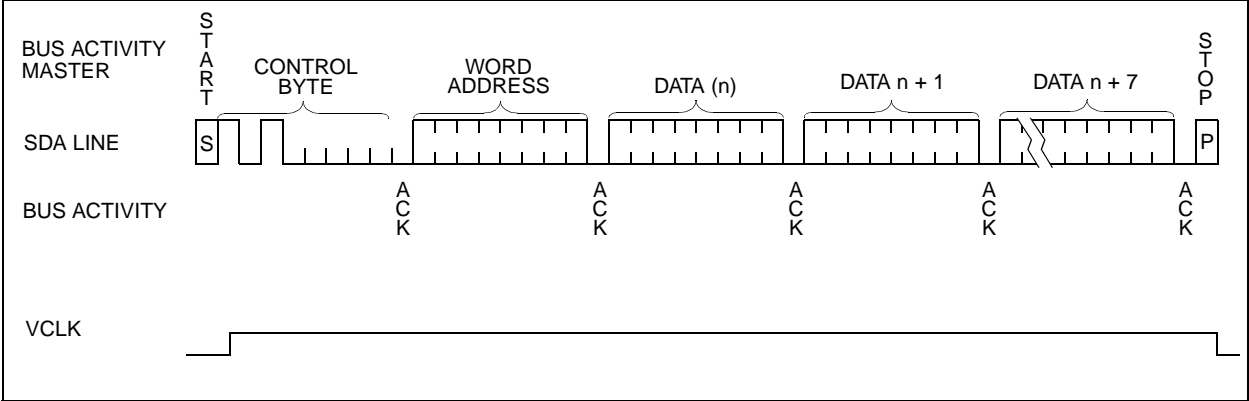 BUS ACTIVITY
MASTER
START
CONTROL
BYTE
WORD
ADDRESS
DATA (n)
DATA n + 1
DATA n + 7
STOP
SDA LINE
S
P
BUS ACTIVITY
ACK
ACK
ACK
ACK
ACK
VCLK